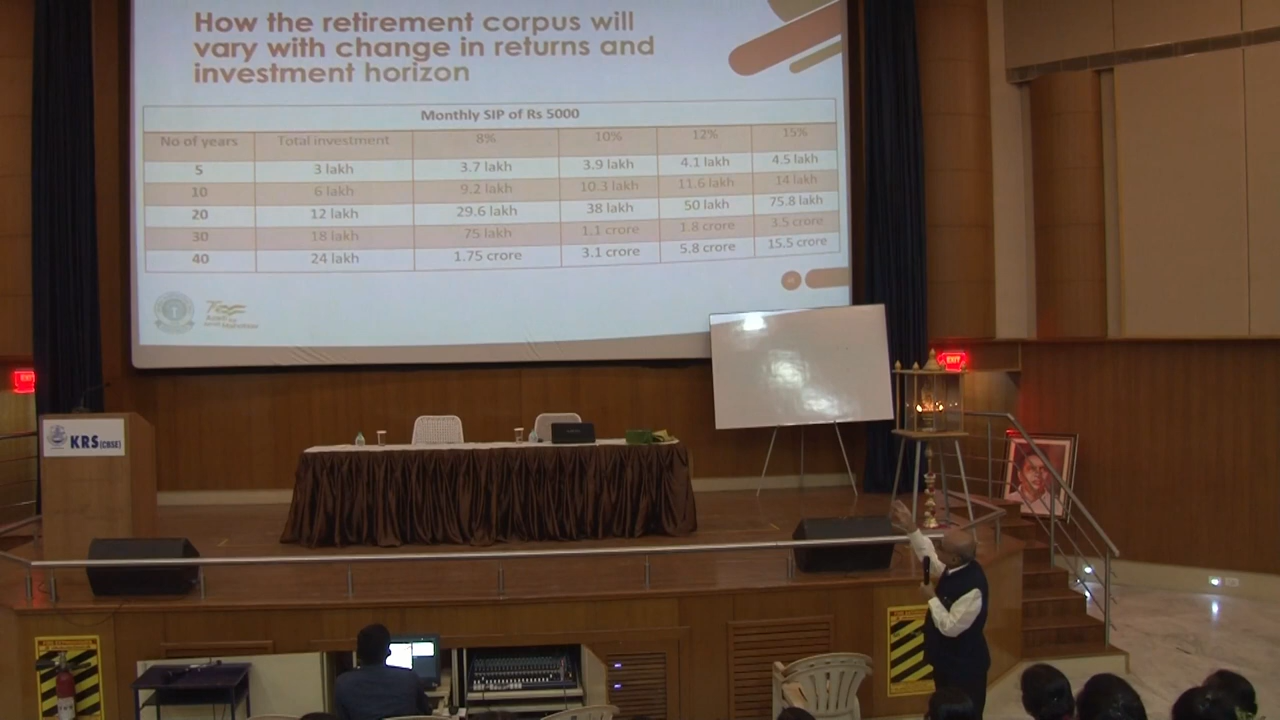 How the retirement corpus will
vary with change in returns and
investment horizon
Monthly SIP of Rs 5000
No of years Total investment 8% 10% 12% 15%
5 3 lakh 3.7 lakh 3.9 lakh 4.1 lakh 4.5 lakh
10 6 lakh 9.2 lakh 10.3 lakh 11.6 lakh 14 lakh
20 12 lakh 29.6 lakh 38 lakh 50 lakh 75.8 lakh
30 18 lakh 75 lakh 1.1 crore 1.8 crore 3.5 crore
40 24 lakh 1.75 crore 3.1 crore 5.8 crore 15.5 crore
EXIT
EXIT
KRS (CBSE)